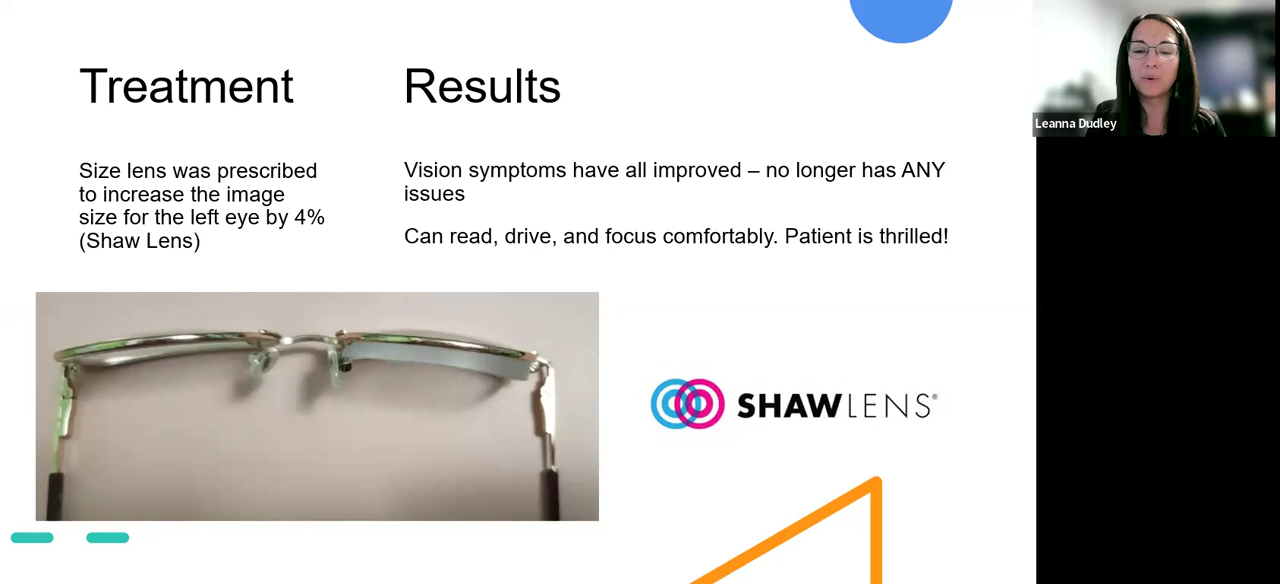 Treatment
Size lens was prescribed
to increase the image
size for the left eye by 4%
(Shaw Lens)
Results
Vision symptoms have all improved – no longer has ANY
issues
Can read, drive, and focus comfortably. Patient is thrilled!
SHAWLENS®
Leanna Dudley